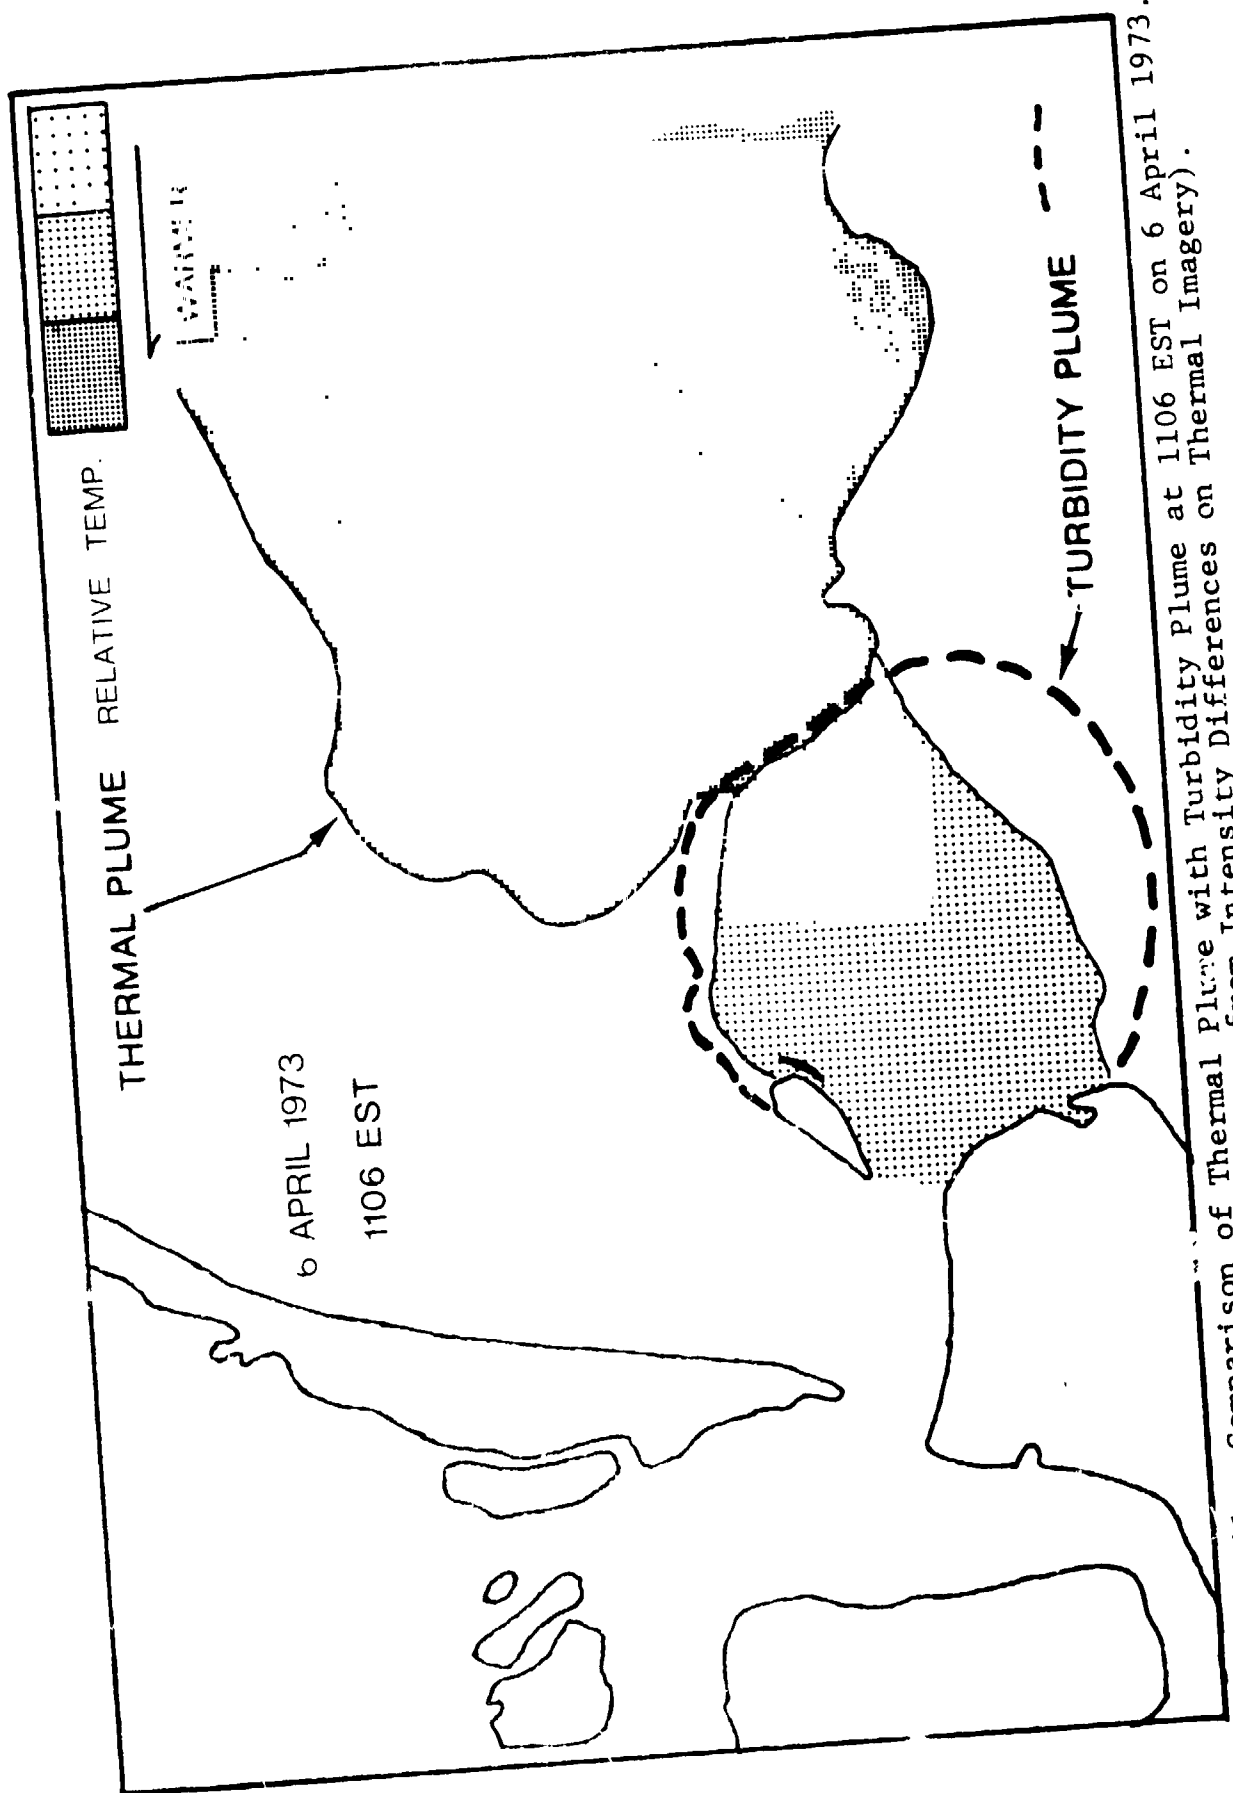 THERMAL PLUME
RELATIVE TEMP.
WARMER
6 APRIL 1973
1106 EST
TURBIDITY PLUME
Comparison of Thermal Plume with Turbidity Plume at 1106 EST on 6 April 1973.
from Intensity Differences on Thermal Imagery).